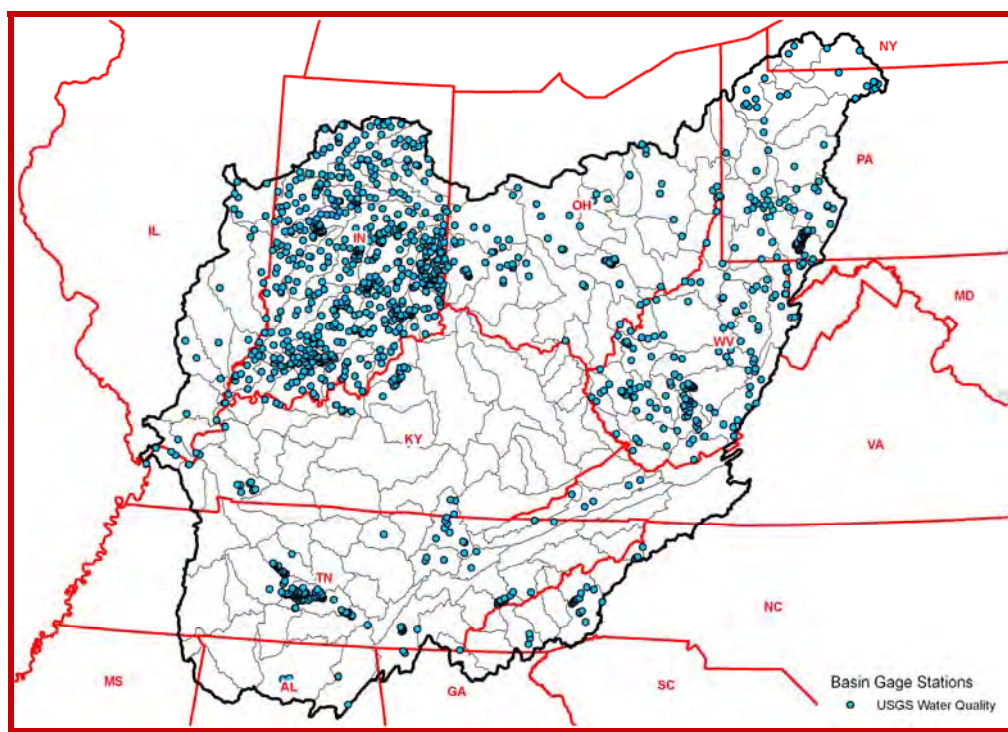 NY
PA
OH
IL
IN
MD
WV
KY
VA
TN
NC
MS
AL
GA
SC
Basin Gage Stations
USGS Water Quality